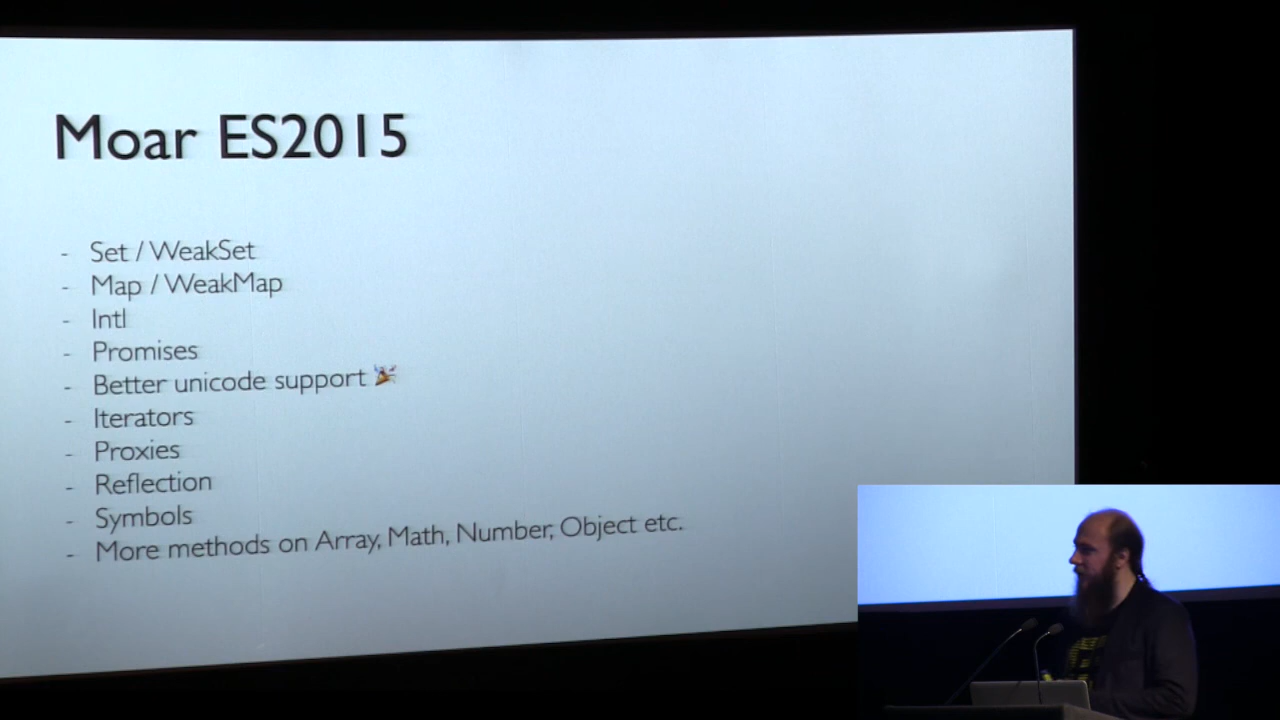 Moar ES2015
- Set / WeakSet
- Map / WeakMap
- Intl
- Promises
- Better unicode support 🎉
- Iterators
- Proxies
- Reflection
- Symbols
- More methods on Array, Math, Number, Object etc.